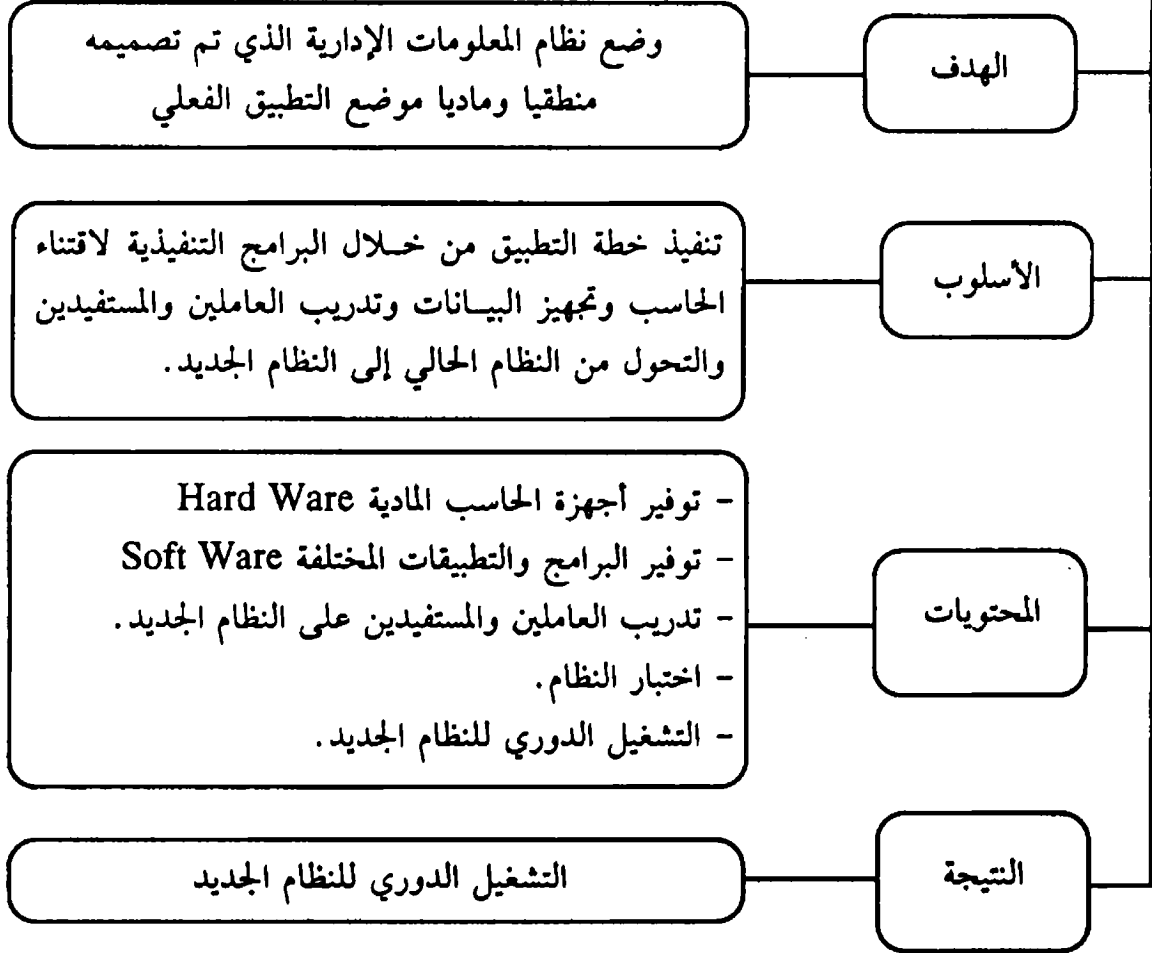 الهدف
وضع نظام المعلومات الإدارية الذي تم تصميمه
منطقيا وماديا موضع التطبيق الفعلي
الأسلوب
تنفيذ خطة التطبيق من خلال البرامج التنفيذية لاقتناء
الحاسب وتجهيز البيانات وتدريب العاملين والمستفيدين
والتحول من النظام الحالي إلى النظام الجديد.
المحتويات
- توفير أجهزة الحاسب المادية Hard Ware
- توفير البرامج والتطبيقات المختلفة Soft Ware
- تدريب العاملين والمستفيدين على النظام الجديد.
- اختبار النظام.
- التشغيل الدوري للنظام الجديد.
النتيجة
التشغيل الدوري للنظام الجديد